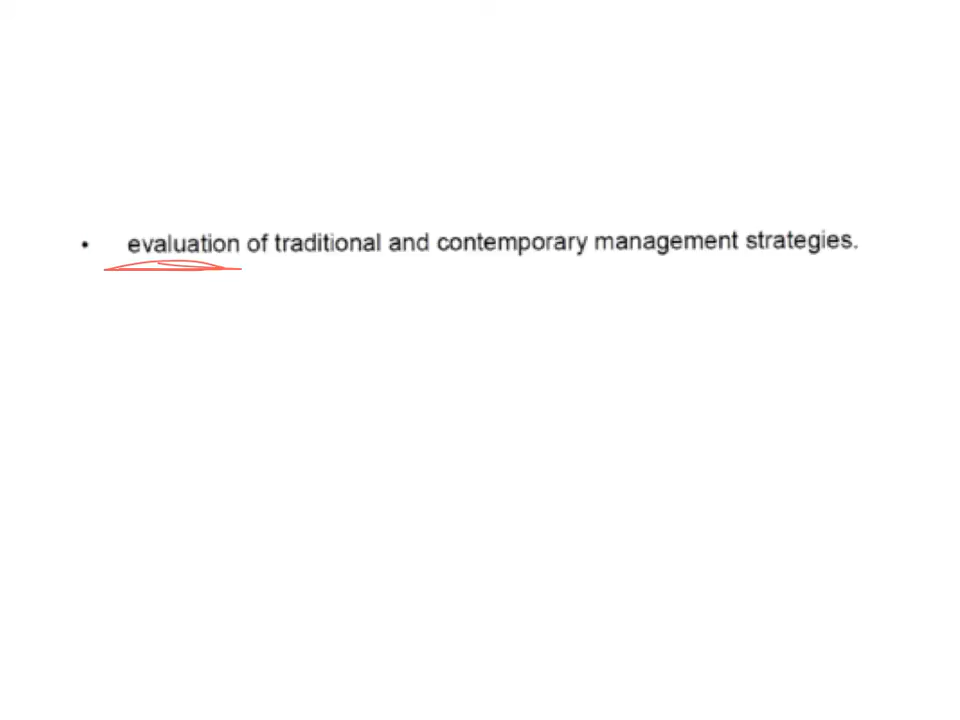 • evaluation of traditional and contemporary management strategies.